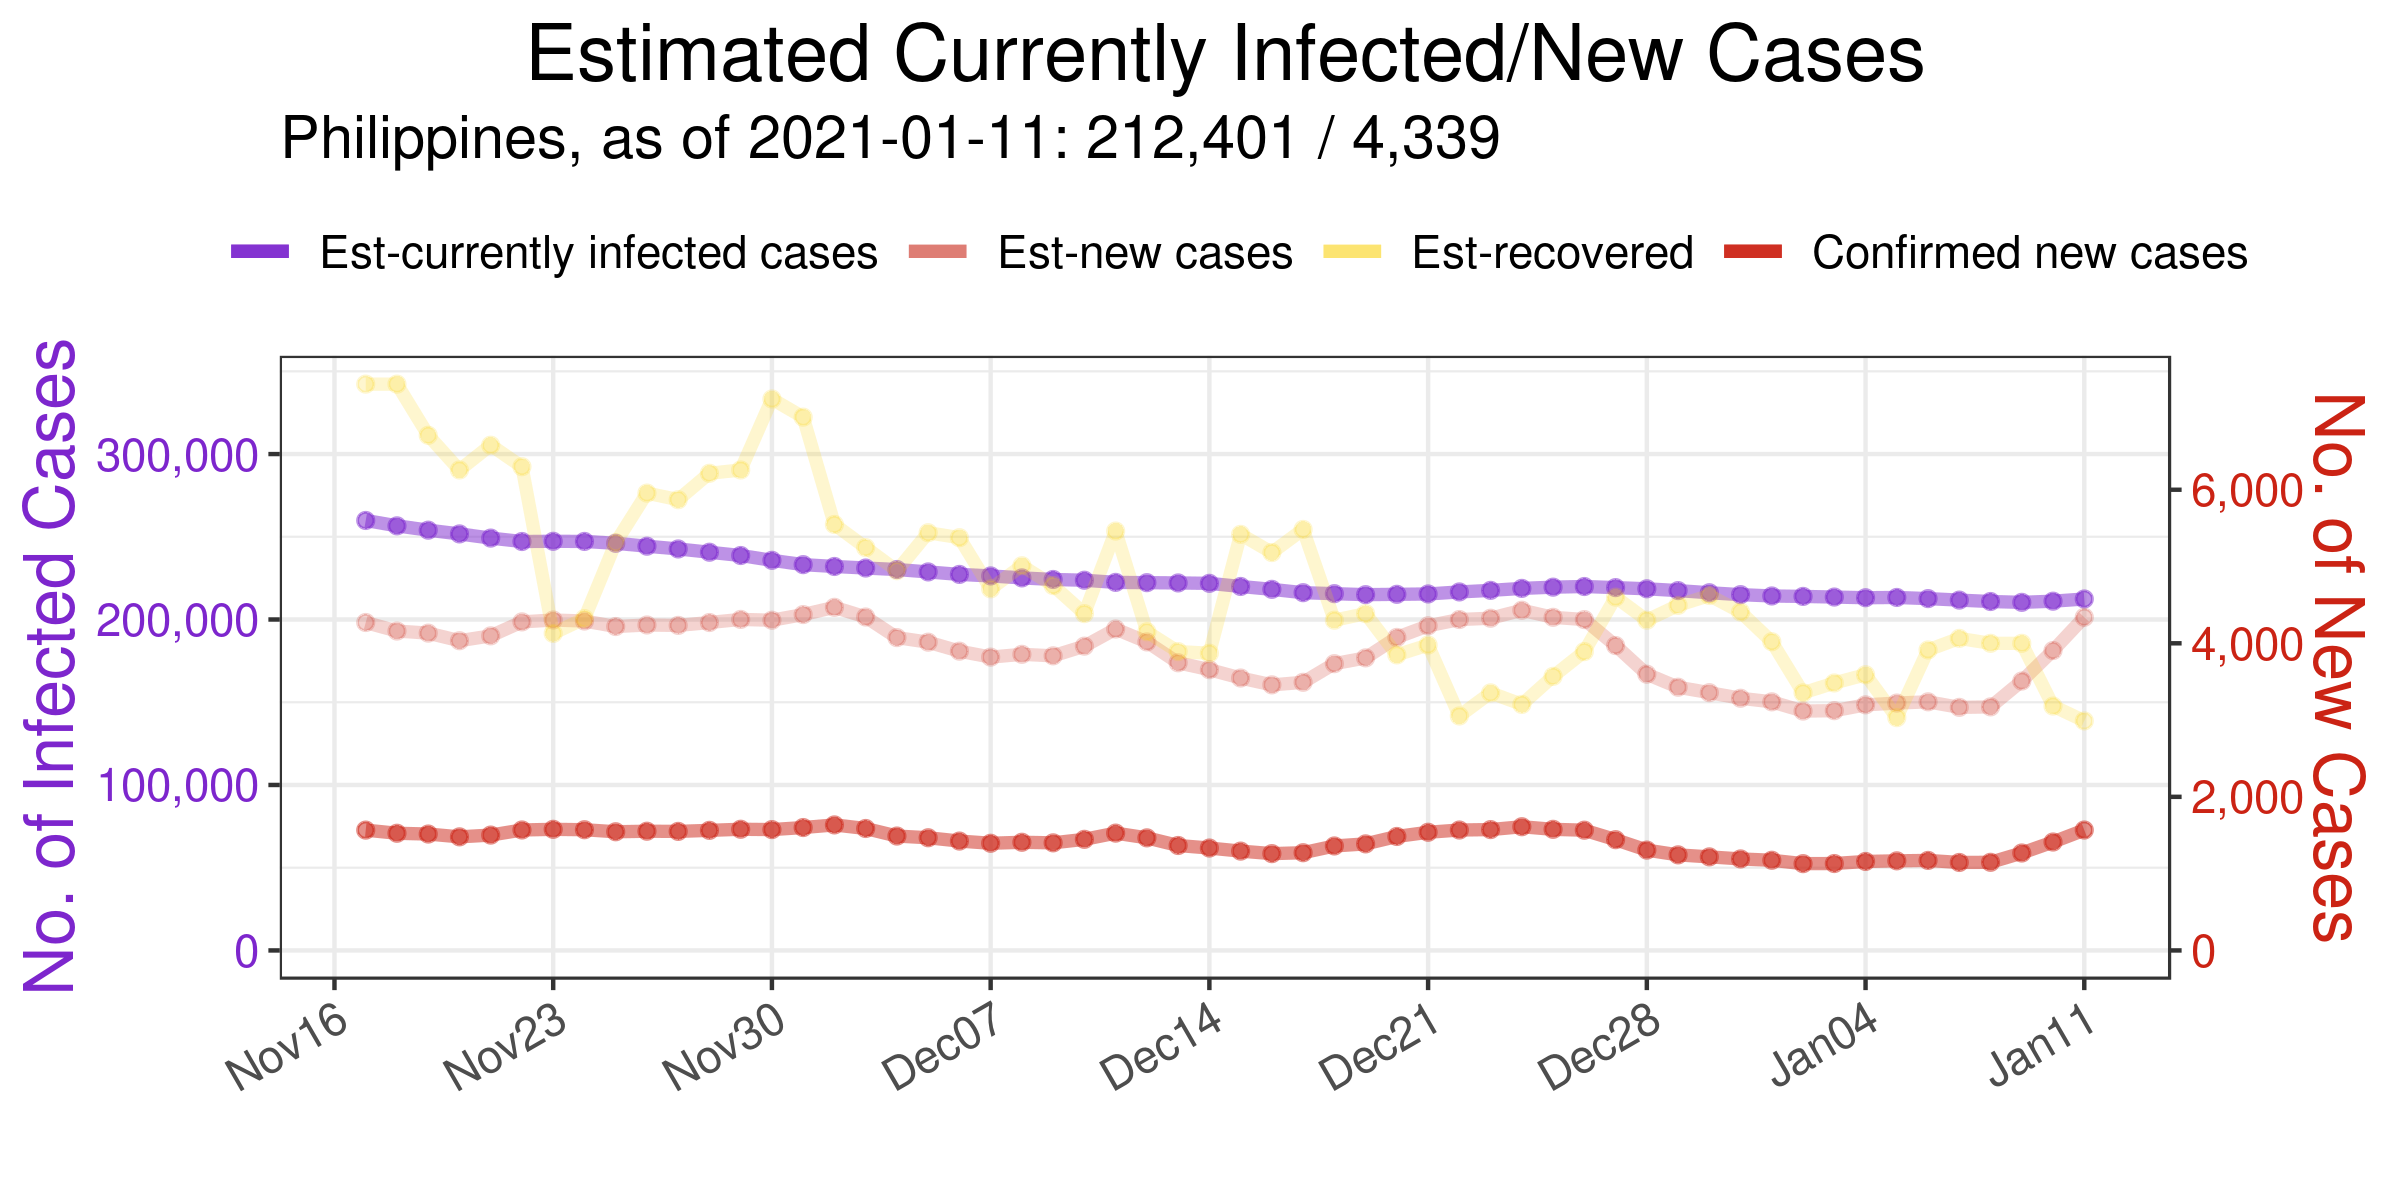 Estimated Currently Infected/New Cases
Philippines, as of 2021-01-11: 212,401 / 4,339
Est-currently infected cases Est-new cases Est-recovered Confirmed new cases
No. of Infected Cases
300,000
200,000
100,000
0
No. of New Cases
6,000
4,000
2,000
0
Nov16 Nov23 Nov30 Dec07 Dec14 Dec21 Dec28 Jan04 Jan11